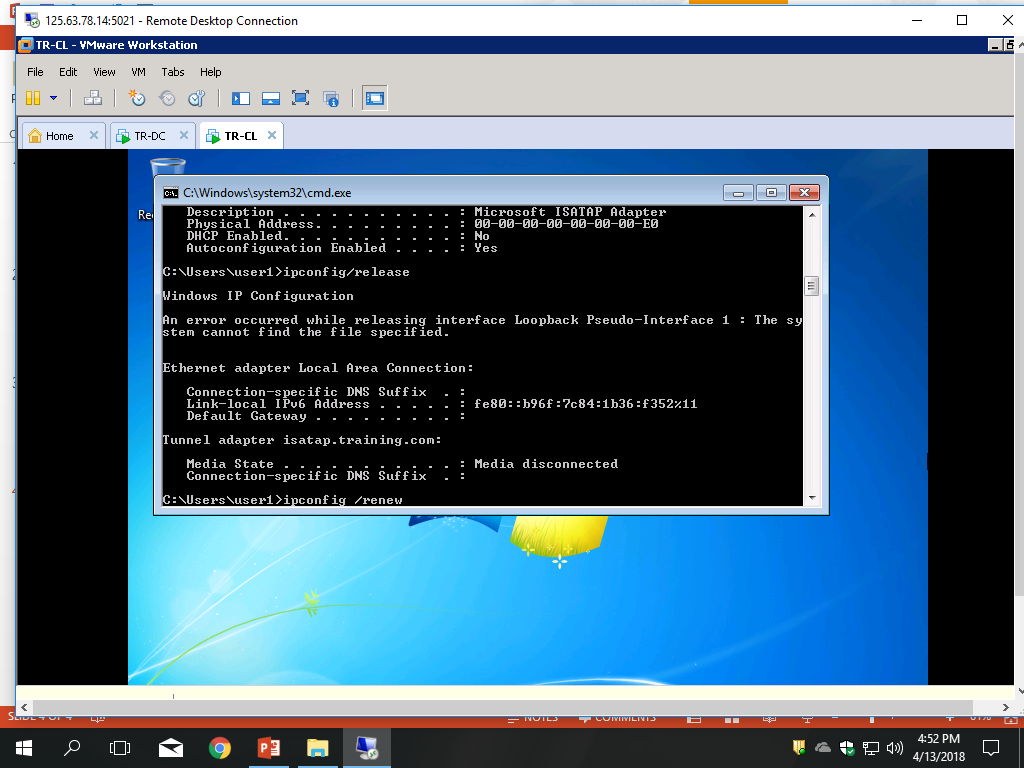 125.63.78.14:5021 - Remote Desktop Connection
TR-CL - VMware Workstation
File Edit View VM Tabs Help
Home TR-DC TR-CL
C:\Windows\system32\cmd.exe
Description . . . . . . . . . . . : Microsoft ISATAP Adapter
Physical Address. . . . . . . . . : 00-00-00-00-00-00-00-E0
DHCP Enabled. . . . . . . . . . . : No
Autoconfiguration Enabled . . . . : Yes
C:\Users\user1>ipconfig/release
Windows IP Configuration
An error occurred while releasing interface Loopback Pseudo-Interface 1 : The sy
stem cannot find the file specified.
Ethernet adapter Local Area Connection:
Connection-specific DNS Suffix  . :
Link-local IPv6 Address . . . . . : fe80::b96f:7c84:1b36:f352%11
Default Gateway . . . . . . . . . :
Tunnel adapter isatap.training.com:
Media State . . . . . . . . . . . : Media disconnected
Connection-specific DNS Suffix  . :
C:\Users\user1>ipconfig /renew
SLIDE 4 OF 4 NOTES COMMENTS 81%
4:52 PM
4/13/2018